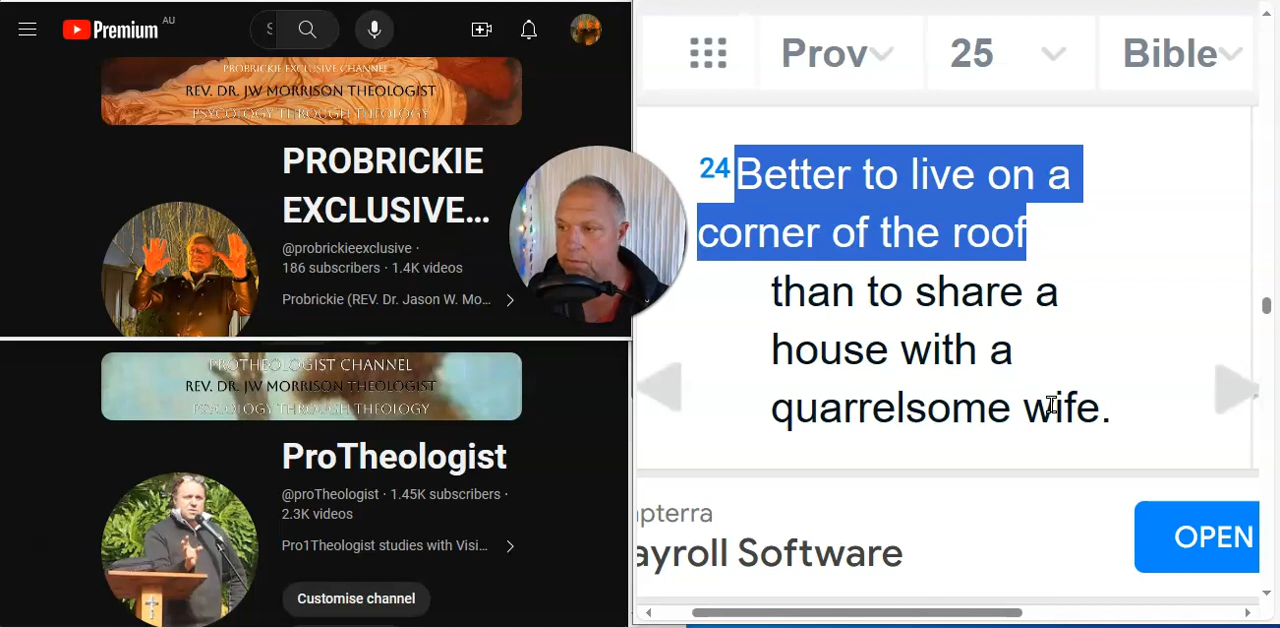 Premium AU
S
PROBRICKIE EXCLUSIVE CHANNEL
REV. DR. JW MORRISON THEOLOGIST
PSYCOLOGY THROUGH THEOLOGY
PROBRICKIE
EXCLUSIVE...
@probrickieexclusive ·
186 subscribers · 1.4K videos
Probrickie (REV. Dr. Jason W. Mo...
PROTHEOLOGIST CHANNEL
REV. DR. JW MORRISON THEOLOGIST
PSYCOLOGY THROUGH THEOLOGY
ProTheologist
@proTheologist · 1.45K subscribers ·
2.3K videos
Pro1Theologist studies with Visi...
Customise channel
Prov 25 Bible
24 Better to live on a
corner of the roof
than to share a
house with a
quarrelsome wife.
apterra
ayroll Software
OPEN